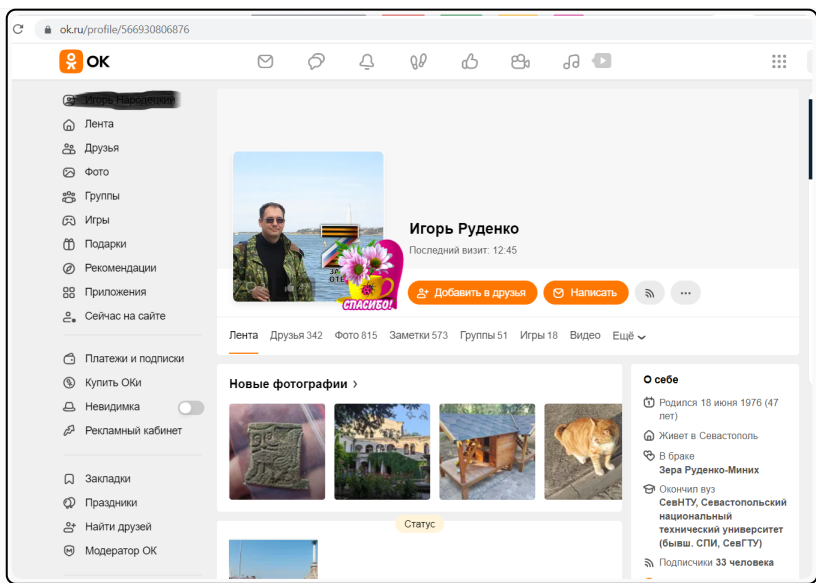 ok.ru/profile/566930806876
ОК
Лента
Друзья
Фото
Группы
Игры
Подарки
Рекомендации
Приложения
Сейчас на сайте
Платежи и подписки
Купить ОКи
Невидимка
Рекламный кабинет
Закладки
Праздники
Найти друзей
Модератор ОК
ЗА
ОТЕ
СПАСИБО!
Игорь Руденко
Последний визит: 12:45
Добавить в друзья
Написать
Лента Друзья 342 Фото 815 Заметки 573 Группы 51 Игры 18 Видео Ещё
Новые фотографии
Статус
О себе
Родился 18 июня 1976 (47
лет)
Живет в Севастополь
В браке
Зера Руденко-Миних
Окончил вуз
СевНТУ, Севастопольский
национальный
технический университет
(бывш. СПИ, СевГТУ)
Подписчики 33 человека